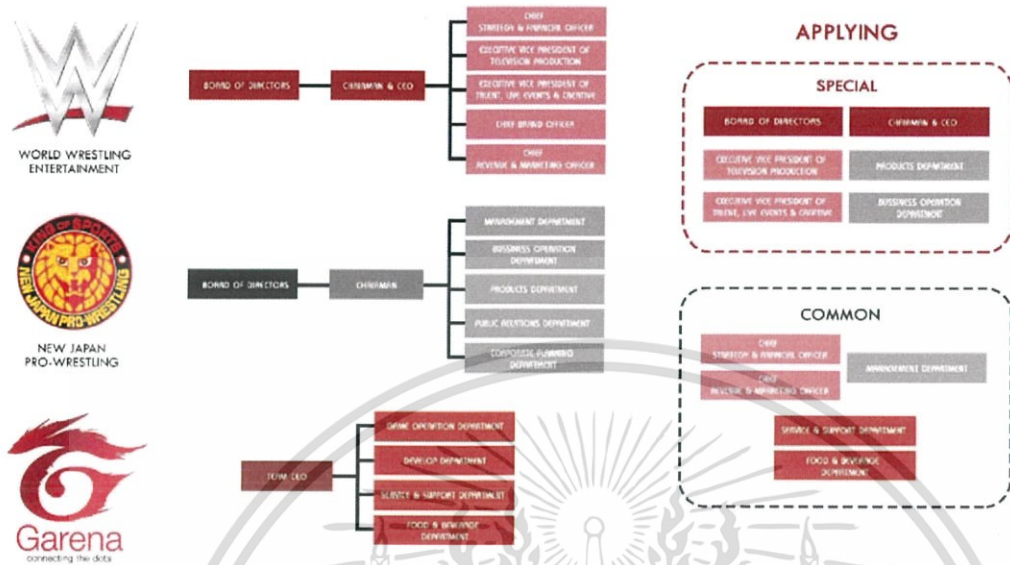 WORLD WRESTLING
ENTERTAINMENT
BOARD OF DIRECTORS
CHAIRMAN & CEO
CHIEF
STRATEGY & FINANCIAL OFFICER
EXECUTIVE VICE PRESIDENT OF
TELEVISION PRODUCTION
EXECUTIVE VICE PRESIDENT OF
TALENT, LIVE EVENTS & CREATIVE
CHIEF BRAND OFFICER
CHIEF
REVENUE & MARKETING OFFICER
KING OF SPORTS
NEW JAPAN PRO-WRESTLING
NEW JAPAN
PRO-WRESTLING
BOARD OF DIRECTORS
CHAIRMAN
MANAGEMENT DEPARTMENT
BUSSINESS OPERATION
DEPARTMENT
PRODUCTS DEPARTMENT
PUBLIC RELATIONS DEPARTMENT
CORPORATE PLANNING
DEPARTMENT
Garena
connecting the dots
TEAM CEO
GAME OPERATION DEPARTMENT
DEVELOP DEPARTMENT
SERVICE & SUPPORT DEPARTMENT
FOOD & BEVERAGE
DEPARTMENT
APPLYING
SPECIAL
BOARD OF DIRECTORS
CHAIRMAN & CEO
EXECUTIVE VICE PRESIDENT OF
TELEVISION PRODUCTION
PRODUCTS DEPARTMENT
EXECUTIVE VICE PRESIDENT OF
TALENT, LIVE EVENTS & CREATIVE
BUSSINESS OPERATION
DEPARTMENT
COMMON
CHIEF
STRATEGY & FINANCIAL OFFICER
CHIEF
REVENUE & MARKETING OFFICER
MANAGEMENT DEPARTMENT
SERVICE & SUPPORT DEPARTMENT
FOOD & BEVERAGE
DEPARTMENT